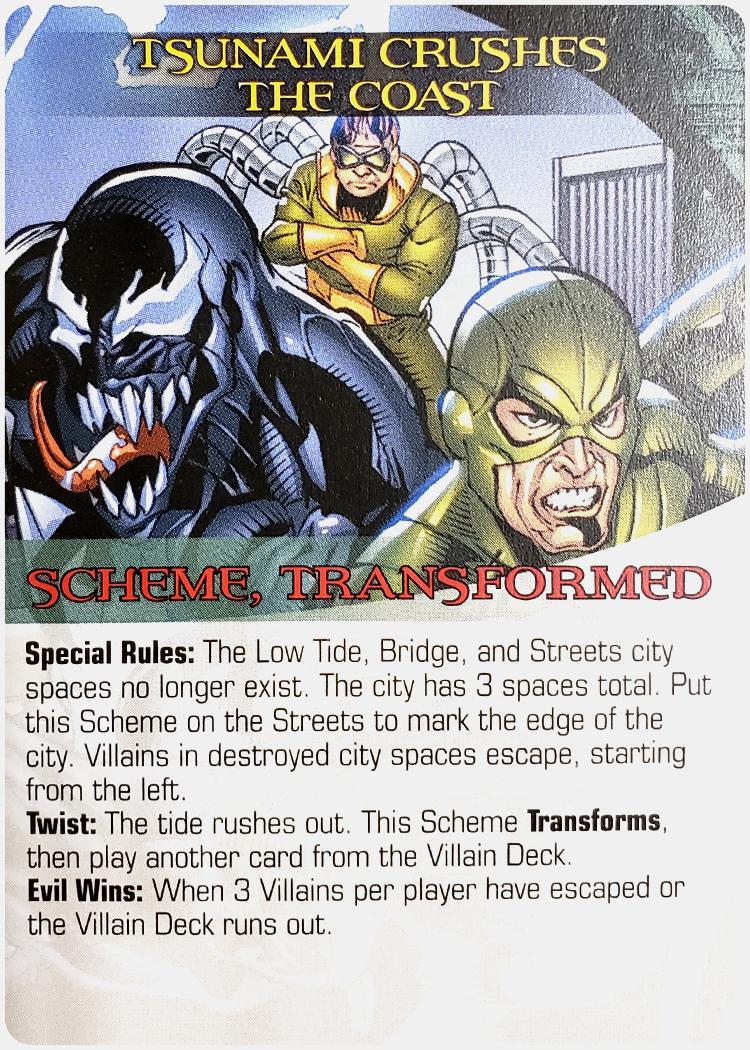 TSUNAMI CRUSHES
THE COAST
SCHEME, TRANSFORMED
Special Rules: The Low Tide, Bridge, and Streets city
spaces no longer exist. The city has 3 spaces total. Put
this Scheme on the Streets to mark the edge of the
city. Villains in destroyed city spaces escape, starting
from the left.
Twist: The tide rushes out. This Scheme Transforms,
then play another card from the Villain Deck.
Evil Wins: When 3 Villains per player have escaped or
the Villain Deck runs out.